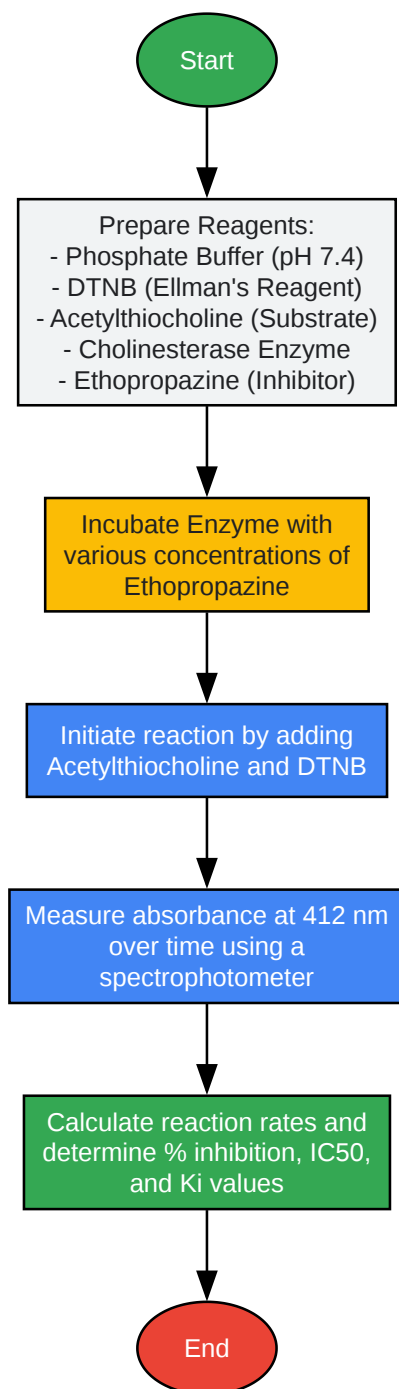 Start
Prepare Reagents:
- Phosphate Buffer (pH 7.4)
- DTNB (Ellman's Reagent)
- Acetylthiocholine (Substrate)
- Cholinesterase Enzyme
- Ethopropazine (Inhibitor)
Incubate Enzyme with
various concentrations of
Ethopropazine
Initiate reaction by adding
Acetylthiocholine and DTNB
Measure absorbance at 412 nm
over time using a
spectrophotometer
Calculate reaction rates and
determine % inhibition, IC50,
and Ki values
End